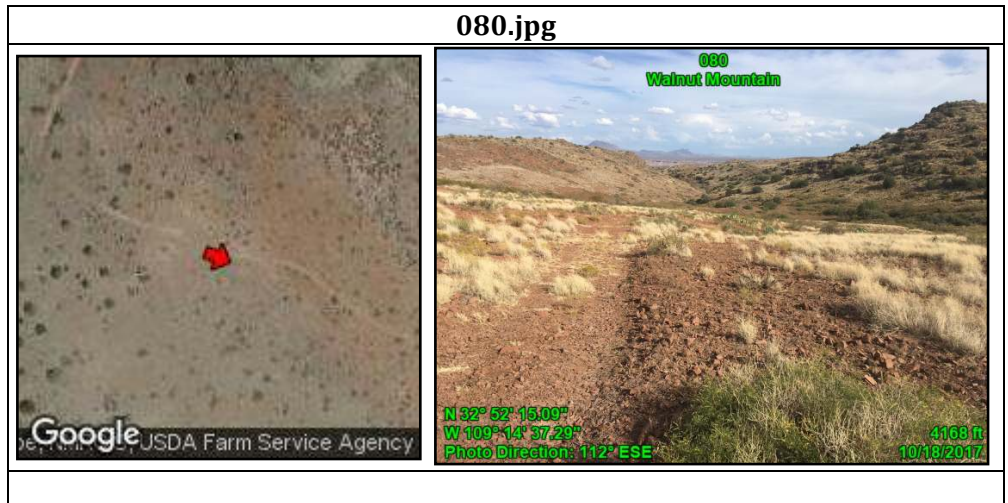 080.jpg
080
Walnut Mountain
N 32° 52' 15.09"
W 109° 14' 37.29"
Photo Direction: 112° ESE
4168 ft
10/18/2017
Google
USDA Farm Service Agency